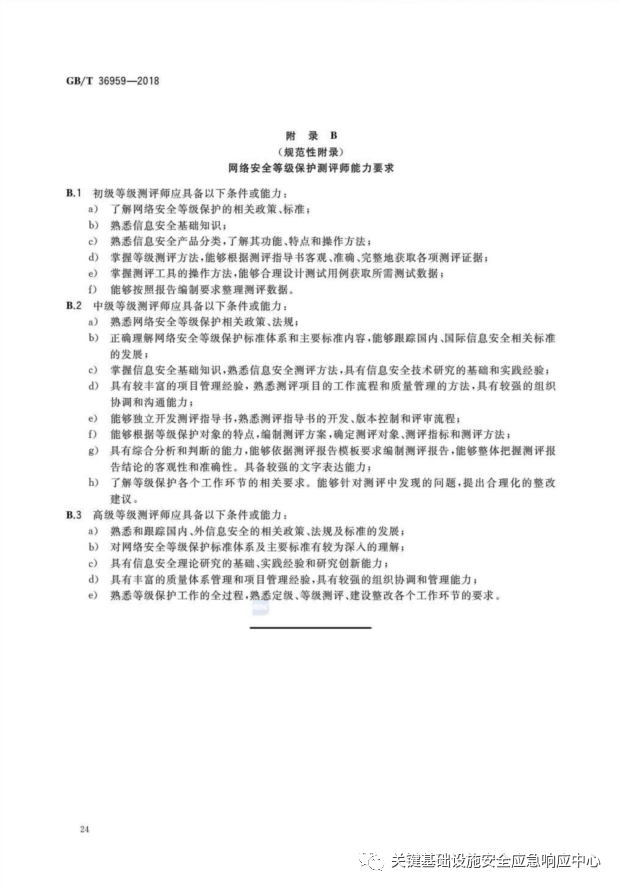 GB/T 36959—2018
附 录 B
（规范性附录）
网络安全等级保护测评师能力要求
B.1 初级等级测评师应具备以下条件或能力：
a） 了解网络安全等级保护的相关政策、标准；
b） 熟悉信息安全基础知识；
c） 熟悉信息安全产品分类，了解其功能、特点和操作方法；
d） 掌握等级测评方法，能够根据测评指导书客观、准确、完整地获取各项测评证据；
e） 掌握测评工具的操作方法，能够合理设计测试用例获取所需测试数据；
f） 能够按照报告编制要求整理测评数据。
B.2 中级等级测评师应具备以下条件或能力：
a） 熟悉网络安全等级保护相关政策、法规；
b） 正确理解网络安全等级保护标准体系和主要标准内容，能够跟踪国内、国际信息安全相关标准
的发展；
c） 掌握信息安全基础知识，熟悉信息安全测评方法，具有信息安全技术研究的基础和实践经验；
d） 具有较丰富的项目管理经验，熟悉测评项目的工作流程和质量管理的方法，具有较强的组织
协调和沟通能力；
e） 能够独立开发测评指导书，熟悉测评指导书的开发、版本控制和评审流程；
f） 能够根据等级保护对象的特点，编制测评方案，确定测评对象、测评指标和测评方法；
g） 具有综合分析和判断的能力，能够依据测评报告模板要求编制测评报告，能够整体把握测评报
告结论的客观性和准确性。具备较强的文字表达能力；
h） 了解等级保护各个工作环节的相关要求。能够针对测评中发现的问题，提出合理化的整改
建议。
B.3 高级等级测评师应具备以下条件或能力：
a） 熟悉和跟踪国内、外信息安全的相关政策、法规及标准的发展；
b） 对网络安全等级保护标准体系及主要标准有较为深入的理解；
c） 具有信息安全理论研究的基础、实践经验和研究创新能力；
d） 具有丰富的质量体系管理和项目管理经验，具有较强的组织协调和管理能力；
e） 熟悉等级保护工作的全过程，熟悉定级、等级测评、建设整改各个工作环节的要求。
24
关键基础设施安全应急响应中心